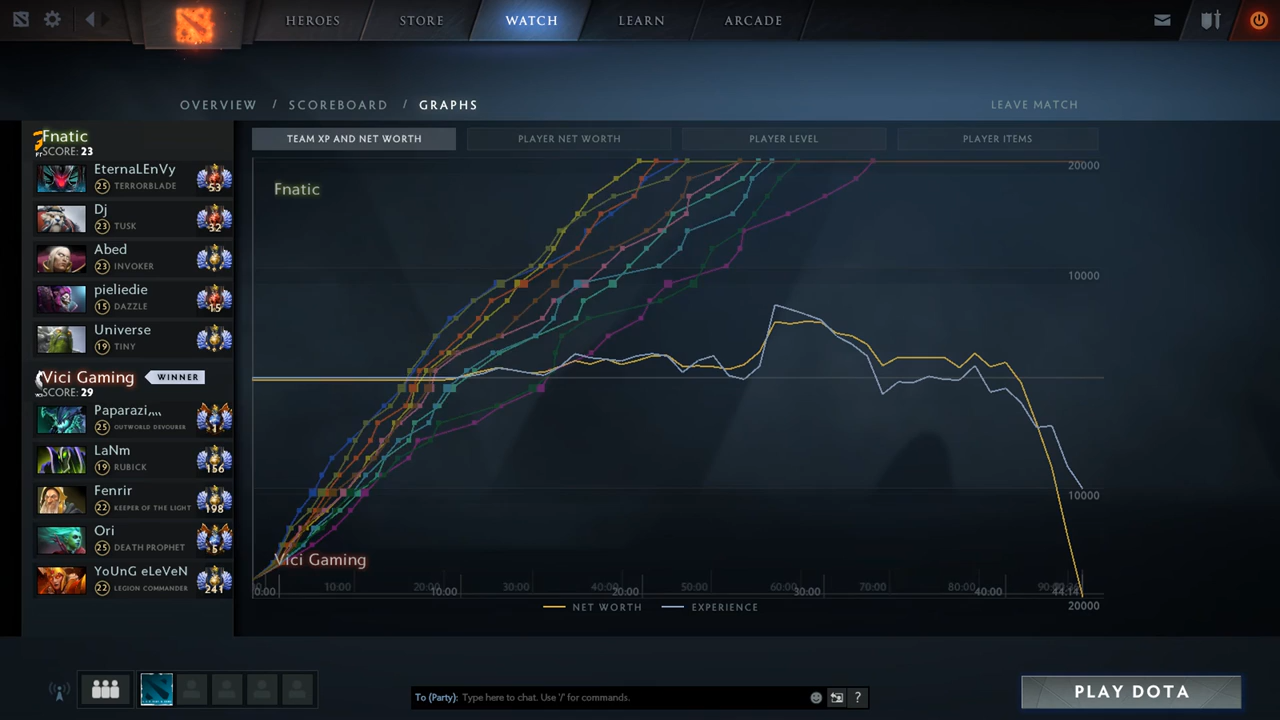 HEROES
STORE
WATCH
LEARN
ARCADE
OVERVIEW / SCOREBOARD / GRAPHS
LEAVE MATCH
Fnatic
SCORE: 23
EternaLEnVy
25 TERRORBLADE
53
Dj
23 TUSK
32
Abed
23 INVOKER
pieliedie
15 DAZZLE
15
Universe
19 TINY
Vici Gaming
WINNER
SCORE: 29
Paparazi灬
25 OUTWORLD DEVOURER
1
LaNm
19 RUBICK
156
Fenrir
22 KEEPER OF THE LIGHT
198
Ori
25 DEATH PROPHET
5
YoUnG eLeVeN
22 LEGION COMMANDER
241
TEAM XP AND NET WORTH
PLAYER NET WORTH
PLAYER LEVEL
PLAYER ITEMS
20000
Fnatic
10000
10000
Vici Gaming
10:00 20:00 30:00 40:00 50:00 60:00 70:00 80:00
0:00 10:00 20:00 30:00 40:00 44:14
20000
NET WORTH
EXPERIENCE
To (Party): Type here to chat. Use '/' for commands.
?
PLAY DOTA